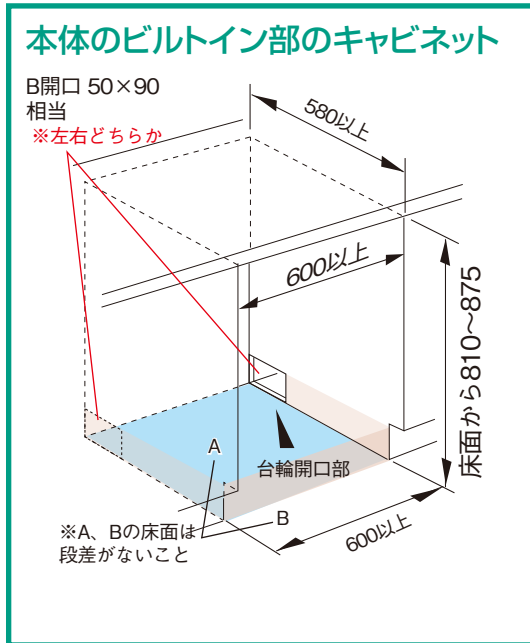 本体のビルトイン部のキャビネット
B開口 50×90
相当
※左右どちらか
580以上
600以上
床面から810〜875
A
台輪開口部
B
※A、Bの床面は
段差がないこと
600以上